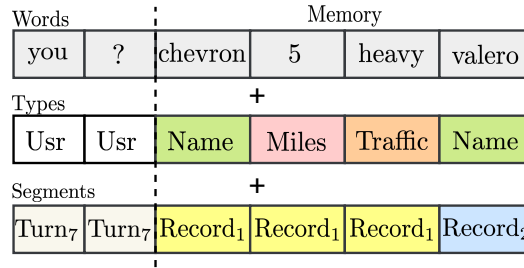 Words Memory
you ? chevron 5 heavy valero
+
Types
Usr Usr Name Miles Traffic Name
+
Segments
Turn₇ Turn₇ Record₁ Record₁ Record₁ Record₂